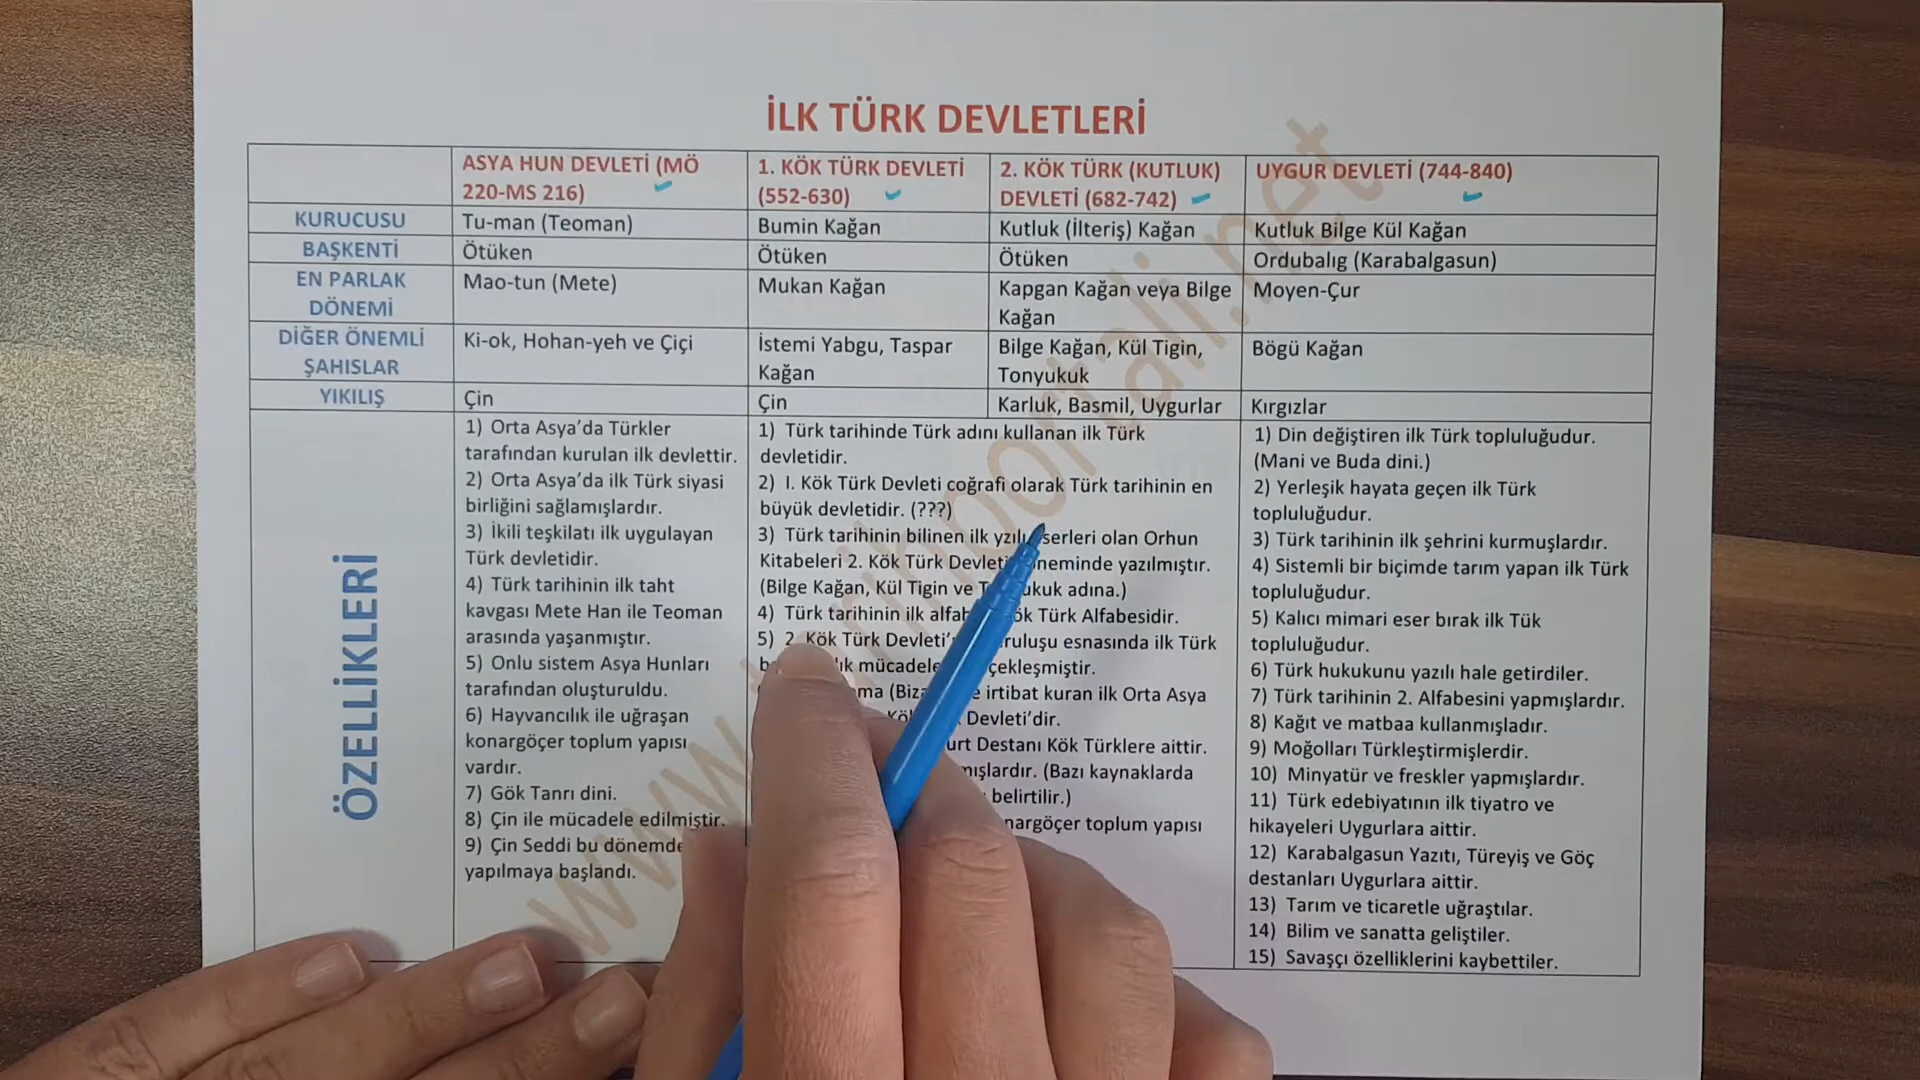 İLK TÜRK DEVLETLERİ
ASYA HUN DEVLETİ (MÖ
220-MS 216)
1. KÖK TÜRK DEVLETİ
(552-630)
2. KÖK TÜRK (KUTLUK)
DEVLETİ (682-742)
UYGUR DEVLETİ (744-840)
KURUCUSU
Tu-man (Teoman)
Bumin Kağan
Kutluk (İlteriş) Kağan
Kutluk Bilge Kül Kağan
BAŞKENTİ
Ötüken
Ötüken
Ötüken
Ordubalıg (Karabalgasun)
EN PARLAK
DÖNEMİ
Mao-tun (Mete)
Mukan Kağan
Kapgan Kağan veya Bilge
Kağan
Moyen-Çur
DİĞER ÖNEMLİ
ŞAHISLAR
Ki-ok, Hohan-yeh ve Çiçi
İstemi Yabgu, Taspar
Kağan
Bilge Kağan, Kül Tigin,
Tonyukuk
Bögü Kağan
YIKILIŞ
Çin
Çin
Karluk, Basmil, Uygurlar
Kırgızlar
ÖZELLİKLERİ
1) Orta Asya’da Türkler
tarafından kurulan ilk devlettir.
2) Orta Asya’da ilk Türk siyasi
birliğini sağlamışlardır.
3) İkili teşkilatı ilk uygulayan
Türk devletidir.
4) Türk tarihinin ilk taht
kavgası Mete Han ile Teoman
arasında yaşanmıştır.
5) Onlu sistem Asya Hunları
tarafından oluşturuldu.
6) Hayvancılık ile uğraşan
konargöçer toplum yapısı
vardır.
7) Gök Tanrı dini.
8) Çin ile mücadele edilmiştir.
9) Çin Seddi bu dönemde
yapılmaya başlandı.
1) Türk tarihinde Türk adını kullanan ilk Türk
devletidir.
2) I. Kök Türk Devleti coğrafi olarak Türk tarihinin en
büyük devletidir. (???)
3) Türk tarihinin bilinen ilk Orhun
Kitabeleri 2. Kök Türk Devleti yazılmıştır.
(Bilge Kağan, Kül Tigin ve adına.)
4) Türk tarihinin ilk Türk Alfabesidir.
5) 2. Kök Türk esnasında ilk Türk
mücadele
irtibat kuran ilk Orta Asya
Devleti’dir.
Destanı Kök Türklere aittir.
(Bazı kaynaklarda
belirtilir.)
toplum yapısı
1) Din değiştiren ilk Türk topluluğudur.
(Mani ve Buda dini.)
2) Yerleşik hayata geçen ilk Türk
topluluğudur.
3) Türk tarihinin ilk şehrini kurmuşlardır.
4) Sistemli bir biçimde tarım yapan ilk Türk
topluluğudur.
5) Kalıcı mimari eser bırak ilk Tük
topluluğudur.
6) Türk hukukunu yazılı hale getirdiler.
7) Türk tarihinin 2. Alfabesini yapmışlardır.
8) Kağıt ve matbaa kullanmışladır.
9) Moğolları Türkleştirmişlerdir.
10) Minyatür ve freskler yapmışlardır.
11) Türk edebiyatının ilk tiyatro ve
hikayeleri Uygurlara aittir.
12) Karabalgasun Yazıtı, Türeyiş ve Göç
destanları Uygurlara aittir.
13) Tarım ve ticaretle uğraştılar.
14) Bilim ve sanatta geliştiler.
15) Savaşçı özelliklerini kaybettiler.